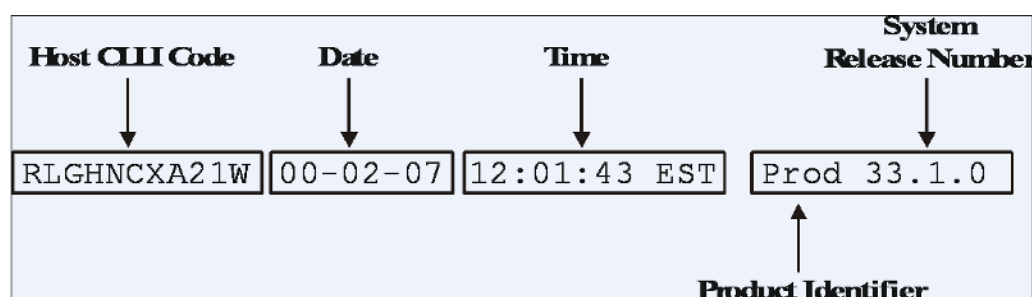 System
Host CLLI Code Date Time Release Number
RLGHNCXA21W 00-02-07 12:01:43 EST Prod 33.1.0
Product Identifier